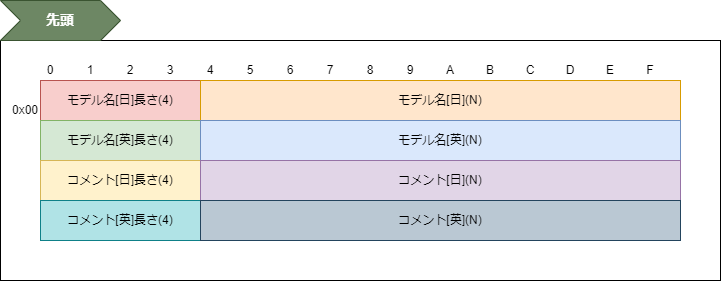 先頭
0 1 2 3 4 5 6 7 8 9 A B C D E F
0x00
モデル名[日]長さ(4) モデル名[日](N)
モデル名[英]長さ(4) モデル名[英](N)
コメント[日]長さ(4) コメント[日](N)
コメント[英]長さ(4) コメント[英](N)